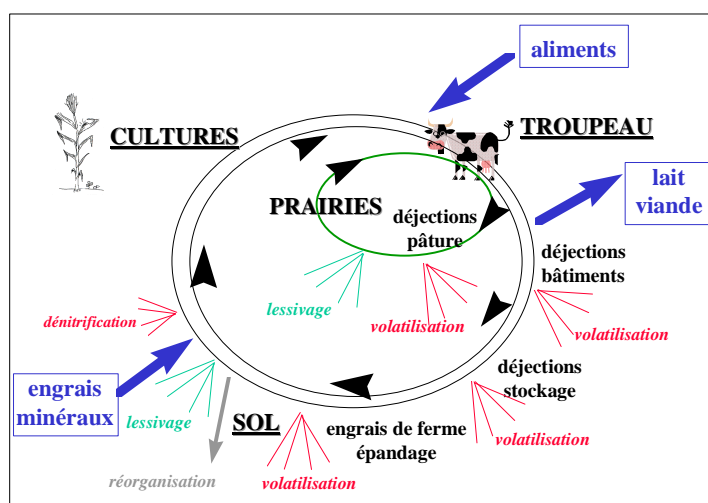 aliments
CULTURES
TROUPEAU
lait
viande
PRAIRIES
déjections
pâture
déjections
bâtiments
lessivage
volatilisation
dénitrification
volatilisation
déjections
stockage
engrais
minéraux
lessivage
SOL
engrais de ferme
épandage
volatilisation
réorganisation
volatilisation